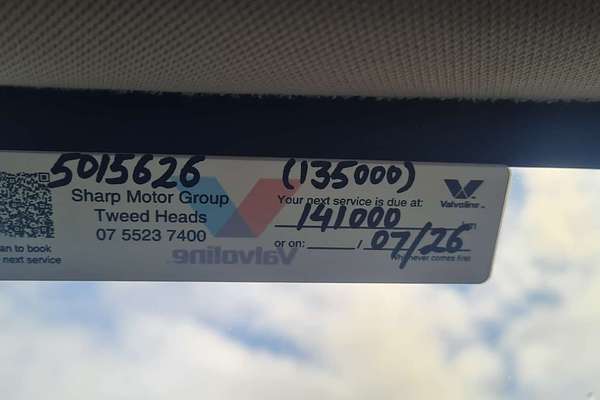 5015626
(135000)
Sharp Motor Group
Tweed Heads
07 5523 7400
an to book
next service
Your next service is due at:
141000 km
or on: / 07/26
Whichever comes first
Valvoline
Valvoline